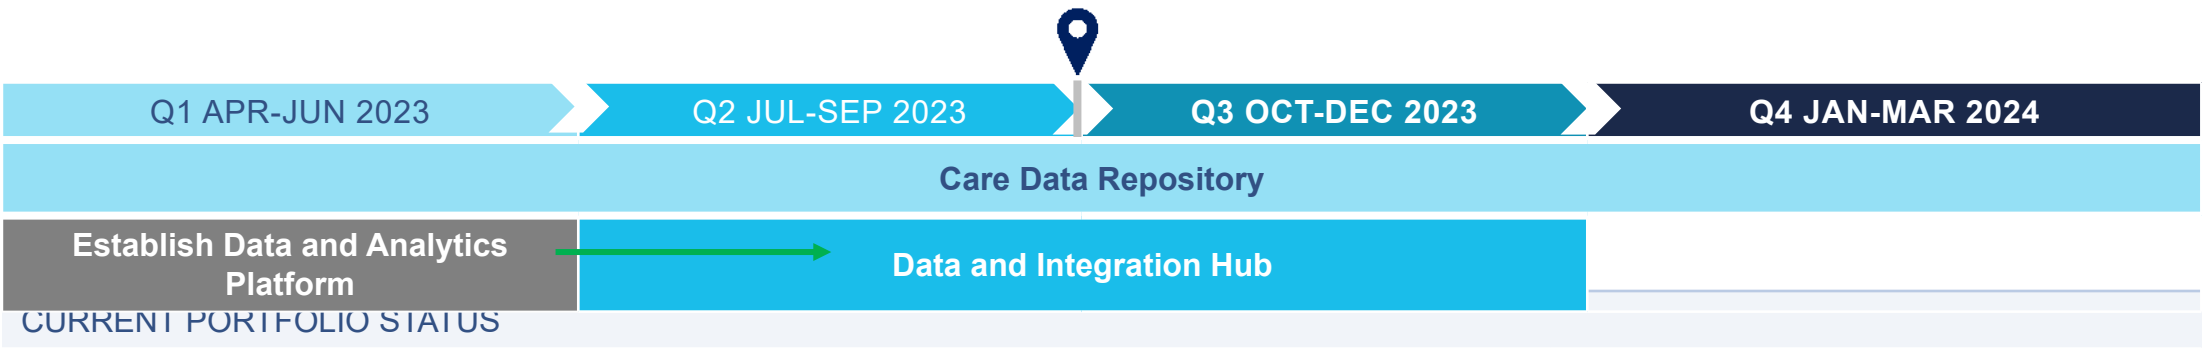 Q1 APR-JUN 2023
Q2 JUL-SEP 2023
Q3 OCT-DEC 2023
Q4 JAN-MAR 2024
Care Data Repository
Establish Data and Analytics
Platform
Data and Integration Hub
CURRENT PORTFOLIO STATUS